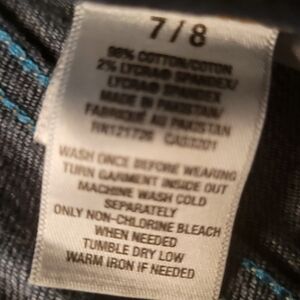 7/8
98% COTTON/COTON
2% LYCRA® SPANDEX/
LYCRA® SPANDEX
MADE IN PAKISTAN/
FABRIQUÉ AU PAKISTAN
RN121726 CA33201
WASH ONCE BEFORE WEARING
TURN GARMENT INSIDE OUT
MACHINE WASH COLD
SEPARATELY
ONLY NON-CHLORINE BLEACH
WHEN NEEDED
TUMBLE DRY LOW
WARM IRON IF NEEDED